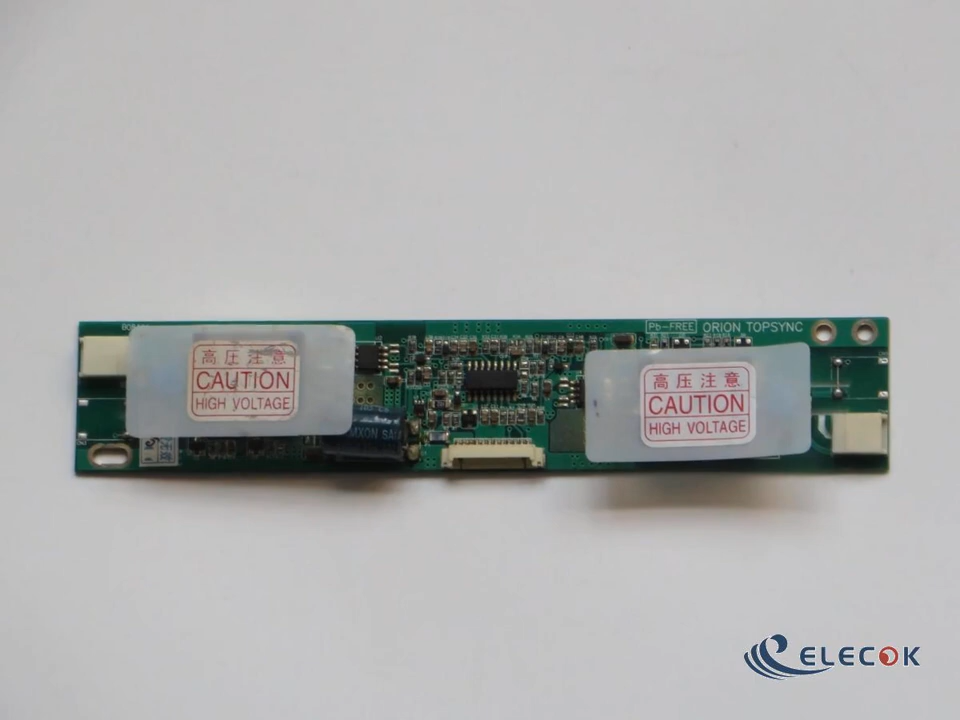 Pb-FREE ORION TOPSYNC
高压注意
CAUTION
HIGH VOLTAGE
高压注意
CAUTION
HIGH VOLTAGE
ELECOK